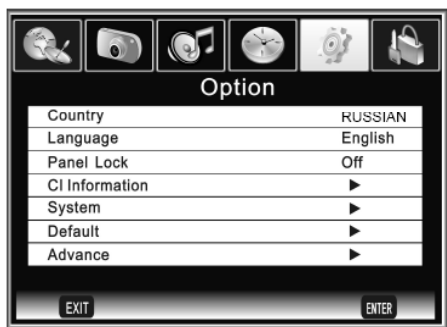 Option
Country RUSSIAN
Language English
Panel Lock Off
CI Information ▶
System ▶
Default ▶
Advance ▶
EXIT ENTER